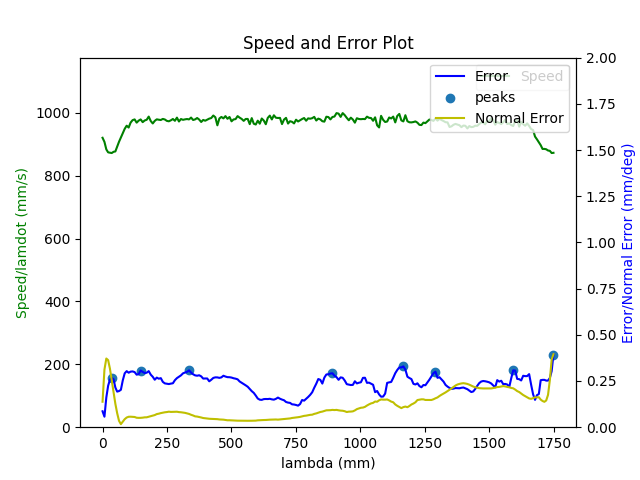 Speed and Error Plot
Speed/lamdot (mm/s)
1000
800
600
400
200
0
Error
Speed
peaks
Normal Error
2.00
1.75
1.50
1.25
1.00
0.75
0.50
0.25
0.00
Error/Normal Error (mm/deg)
0 250 500 750 1000 1250 1500 1750
lambda (mm)